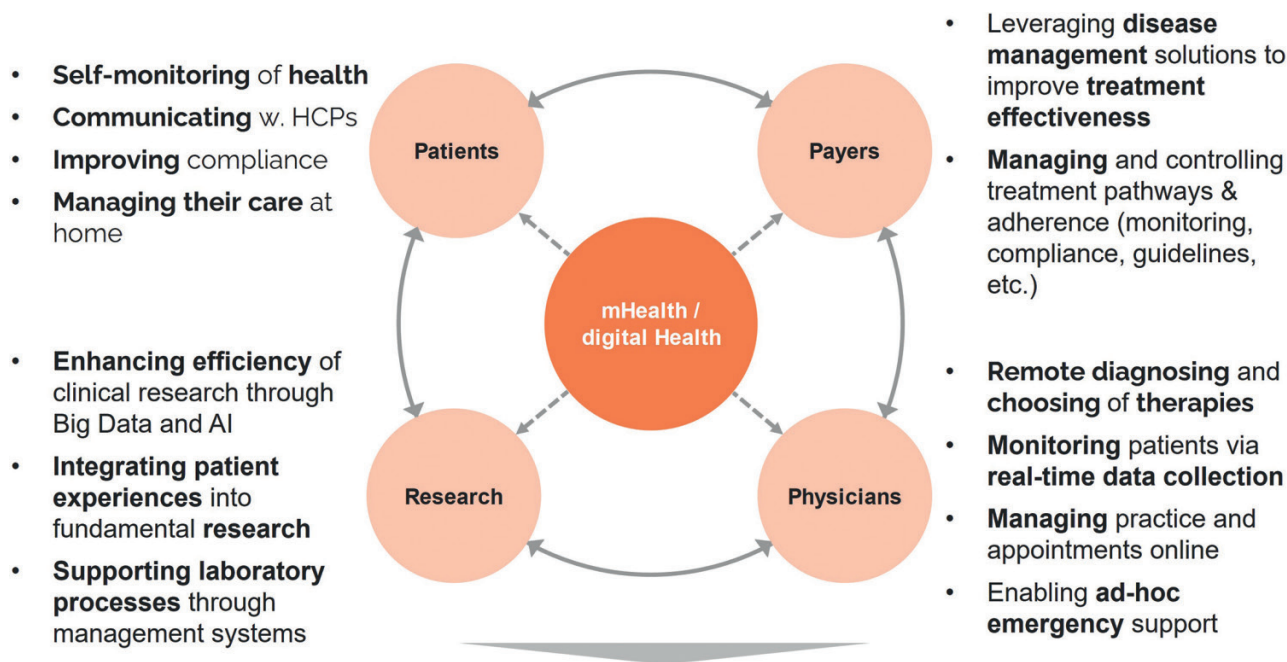 • Self-monitoring of health
• Communicating w. HCPs
• Improving compliance
• Managing their care at
home
Patients
Payers
• Leveraging disease
management solutions to
improve treatment
effectiveness
• Managing and controlling
treatment pathways &
adherence (monitoring,
compliance, guidelines,
etc.)
mHealth /
digital Health
• Enhancing efficiency of
clinical research through
Big Data and AI
• Integrating patient
experiences into
fundamental research
• Supporting laboratory
processes through
management systems
Research
Physicians
• Remote diagnosing and
choosing of therapies
• Monitoring patients via
real-time data collection
• Managing practice and
appointments online
• Enabling ad-hoc
emergency support